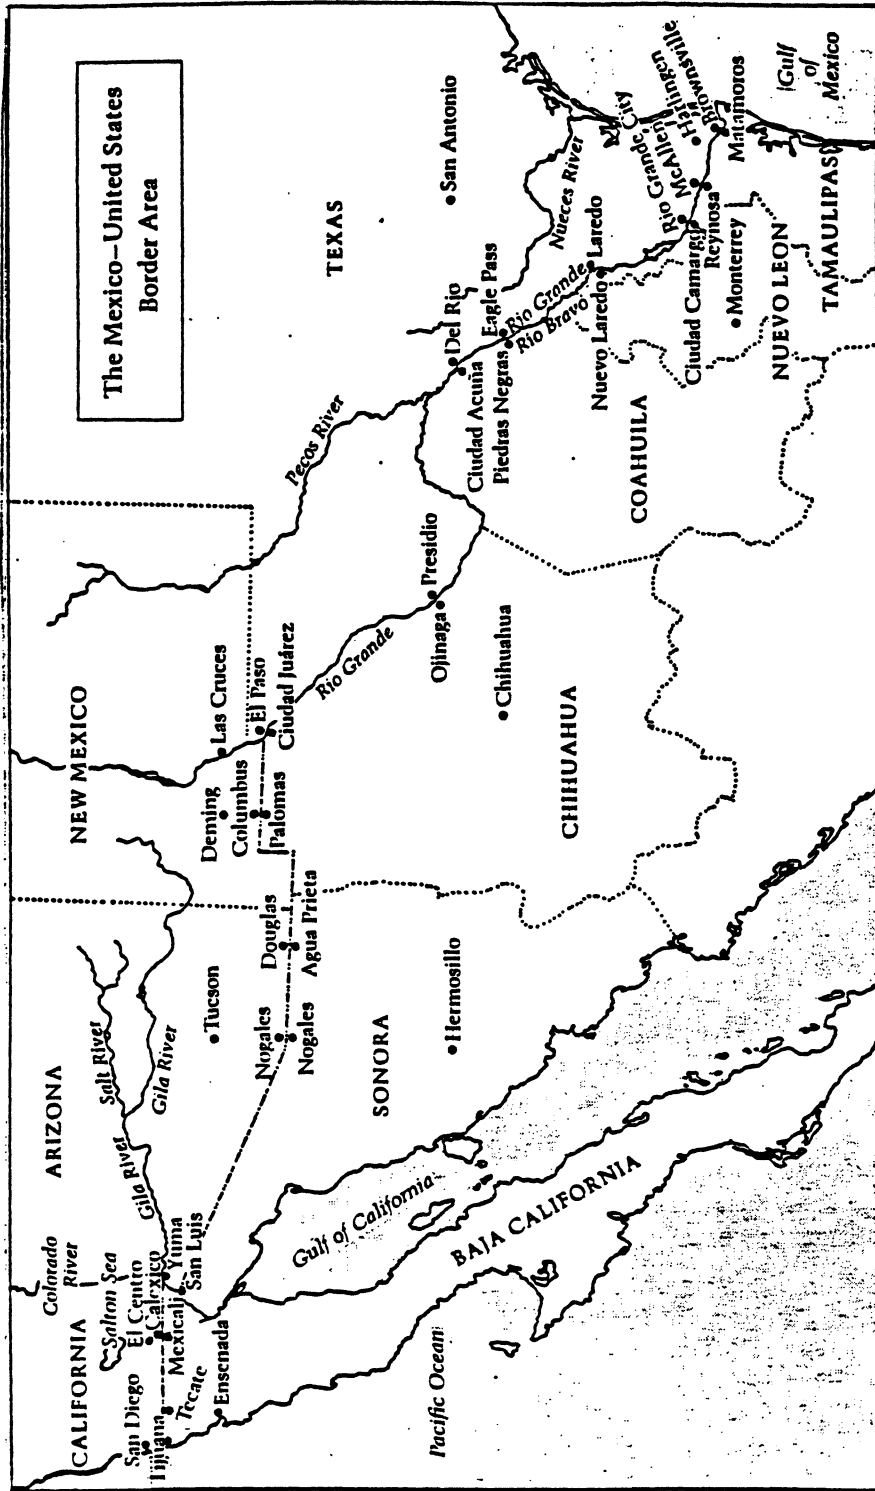 The Mexico–United States
Border Area
CALIFORNIA
ARIZONA
NEW MEXICO
TEXAS
Colorado
River
Salton Sea
San Diego
El Centro
Calexico
Yuma
San Luis
Mexicali
Tijuana
Tecate
Ensenada
Gila River
Salt River
Gila River
Tucson
Nogales
Nogales
Douglas
Agua Prieta
Deming
Columbus
Palomas
Las Cruces
El Paso
Ciudad Juárez
Rio Grande
Pecos River
Presidio
Ojinaga
Chihuahua
Hermosillo
SONORA
CHIHUAHUA
COAHUILA
NUEVO LEON
TAMAULIPAS
BAJA CALIFORNIA
Gulf of California
Pacific Ocean
Del Rio
Ciudad Acuña
Eagle Pass
Piedras Negras
Rio Grande
Rio Bravo
San Antonio
Nueces River
Laredo
Nuevo Laredo
Rio Grande City
McAllen
Harlingen
Brownsville
Matamoros
Ciudad Camargo
Reynosa
Monterrey
Gulf
of
Mexico